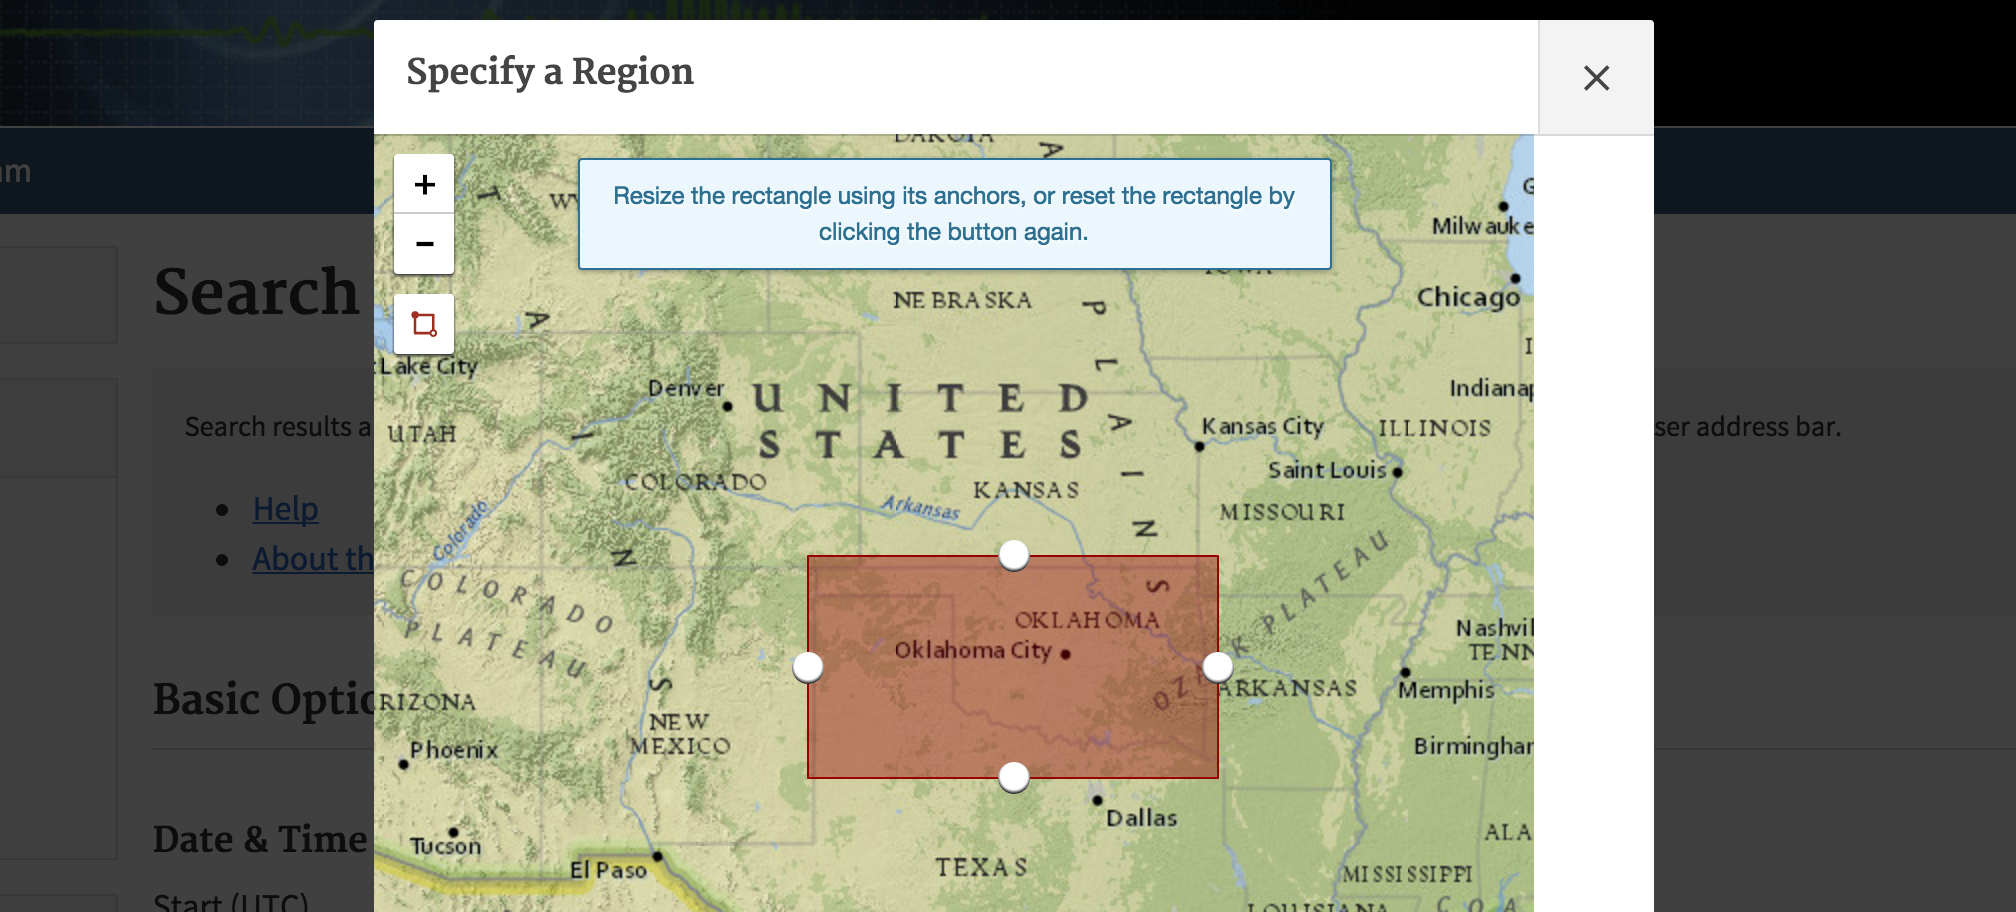 Specify a Region
Resize the rectangle using its anchors, or reset the rectangle by
clicking the button again.
+
−
Search
Search results a
ser address bar.
Help
About th
Basic Optio
Date & Time
Start (UTC)
DAKOTA
Milwauke
IOWA
Chicago
NEBRASKA
PLAINS
Lake City
Denver
UNITED
STATES
Indianap
UTAH
Kansas City
ILLINOIS
Saint Louis
COLORADO
KANSAS
Arkansas
MISSOURI
Colorado
COLORADO
PLATEAU
OZARK PLATEAU
OKLAHOMA
Oklahoma City
Nashvil
TENN
ARKANSAS
Memphis
RIZONA
NEW
MEXICO
Phoenix
Birminghar
Dallas
Tucson
ALA
El Paso
TEXAS
MISSISSIPPI
LOUISIANA